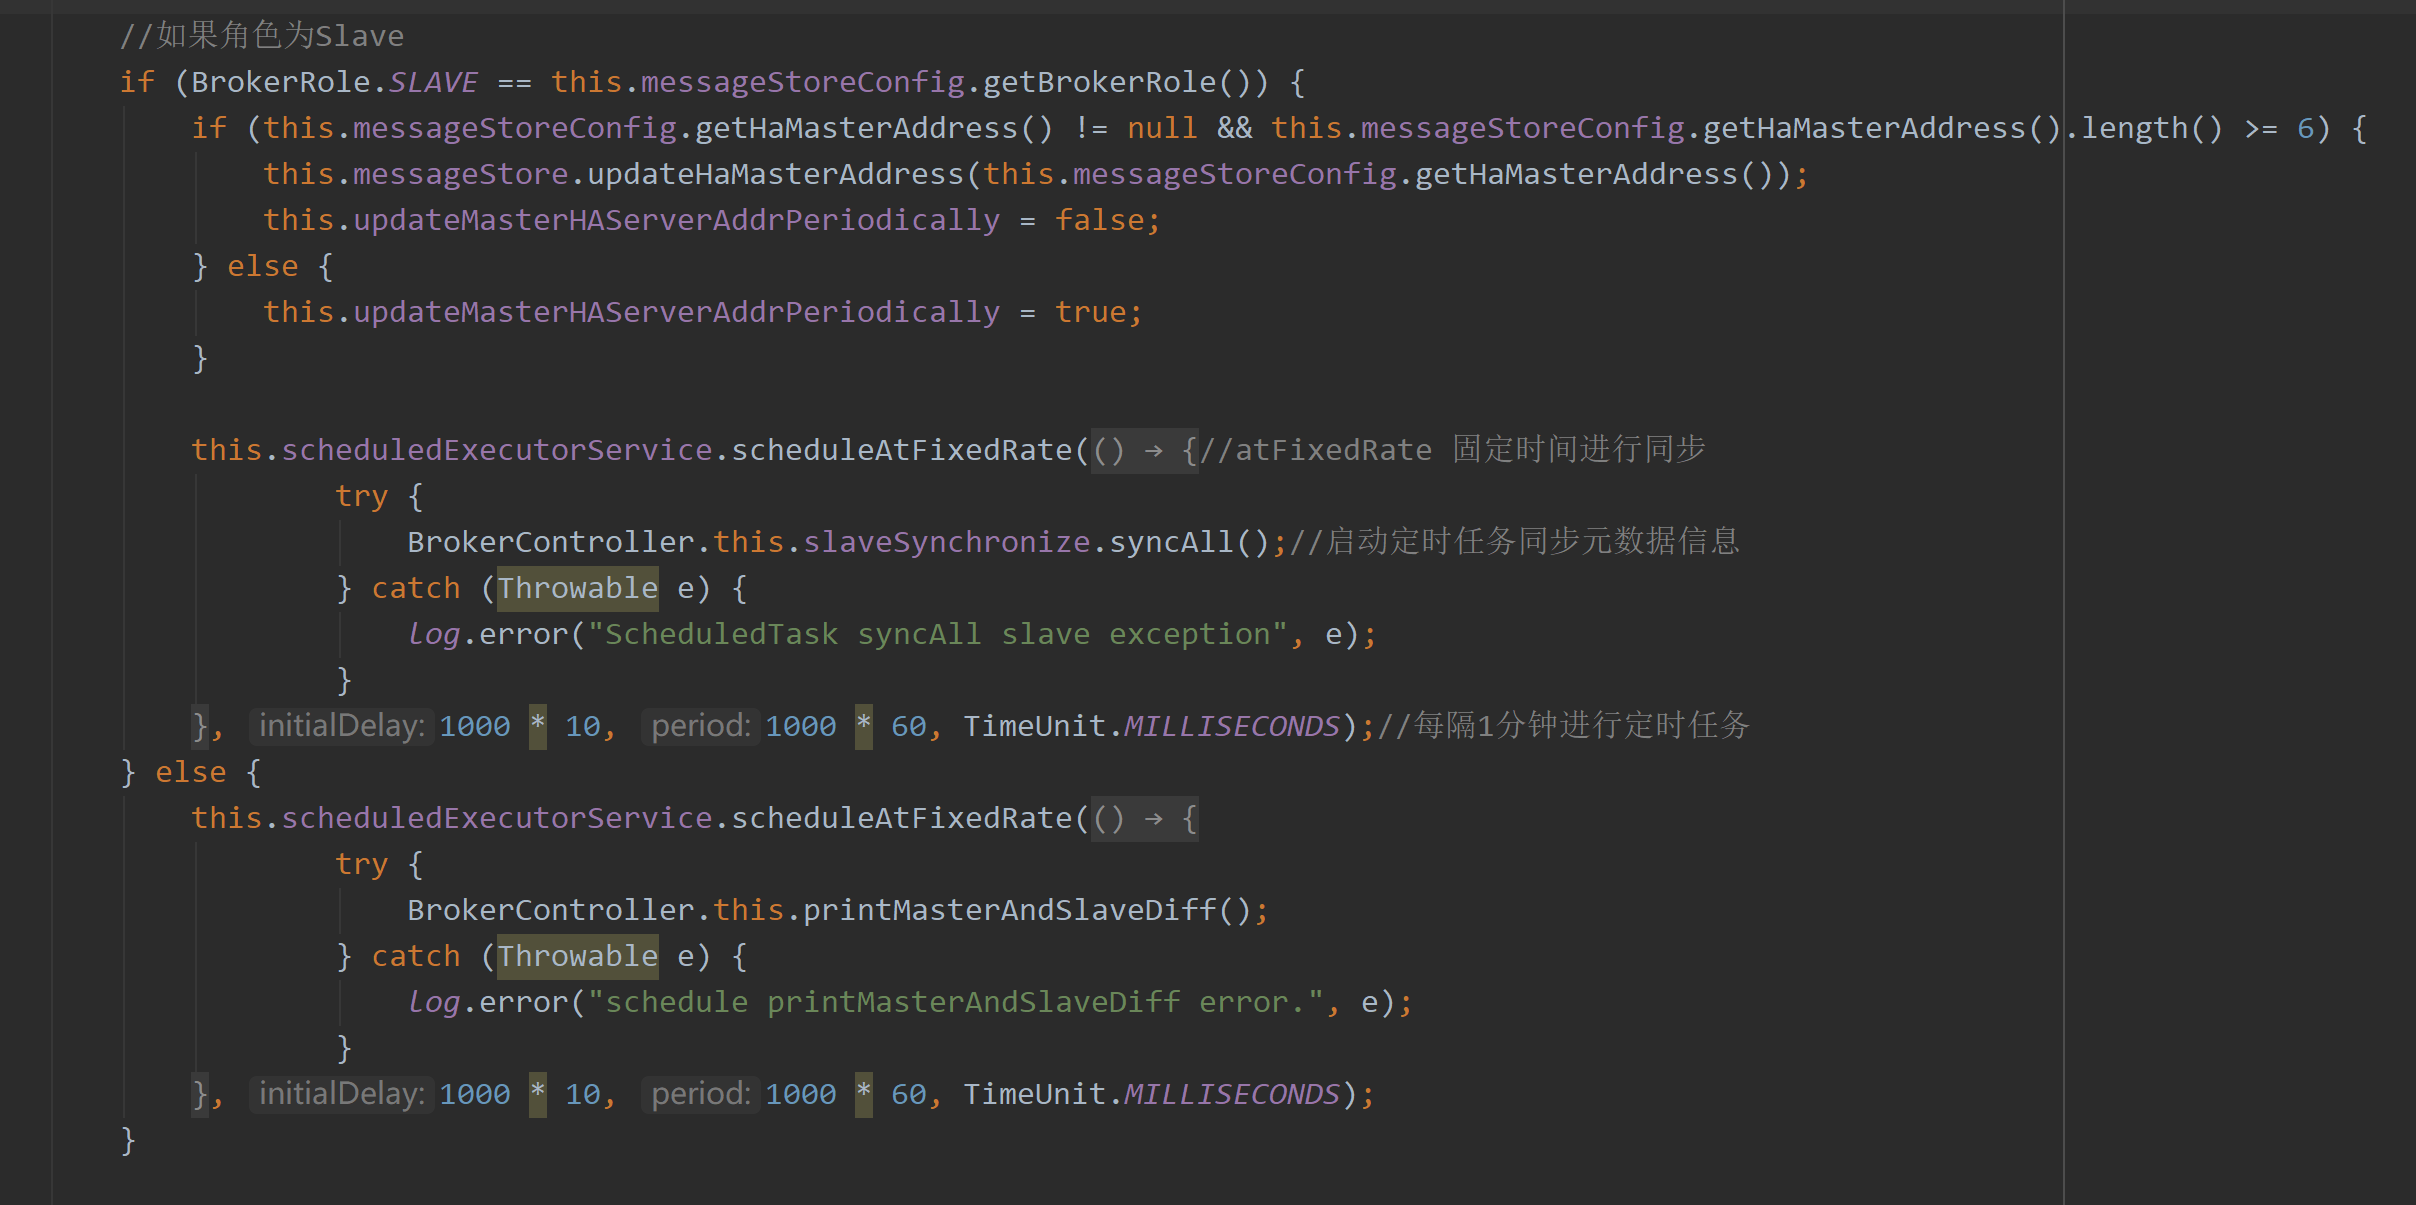 //如果角色为Slave
if (BrokerRole.SLAVE == this.messageStoreConfig.getBrokerRole()) {
    if (this.messageStoreConfig.getHaMasterAddress() != null && this.messageStoreConfig.getHaMasterAddress().length() >= 6) {
        this.messageStore.updateHaMasterAddress(this.messageStoreConfig.getHaMasterAddress());
        this.updateMasterHAServerAddrPeriodically = false;
    } else {
        this.updateMasterHAServerAddrPeriodically = true;
    }

    this.scheduledExecutorService.scheduleAtFixedRate(() → {//atFixedRate 固定时间进行同步
            try {
                BrokerController.this.slaveSynchronize.syncAll();//启动定时任务同步元数据信息
            } catch (Throwable e) {
                log.error("ScheduledTask syncAll slave exception", e);
            }
    }, initialDelay: 1000 * 10, period: 1000 * 60, TimeUnit.MILLISECONDS);//每隔1分钟进行定时任务
} else {
    this.scheduledExecutorService.scheduleAtFixedRate(() → {
            try {
                BrokerController.this.printMasterAndSlaveDiff();
            } catch (Throwable e) {
                log.error("schedule printMasterAndSlaveDiff error.", e);
            }
    }, initialDelay: 1000 * 10, period: 1000 * 60, TimeUnit.MILLISECONDS);
}